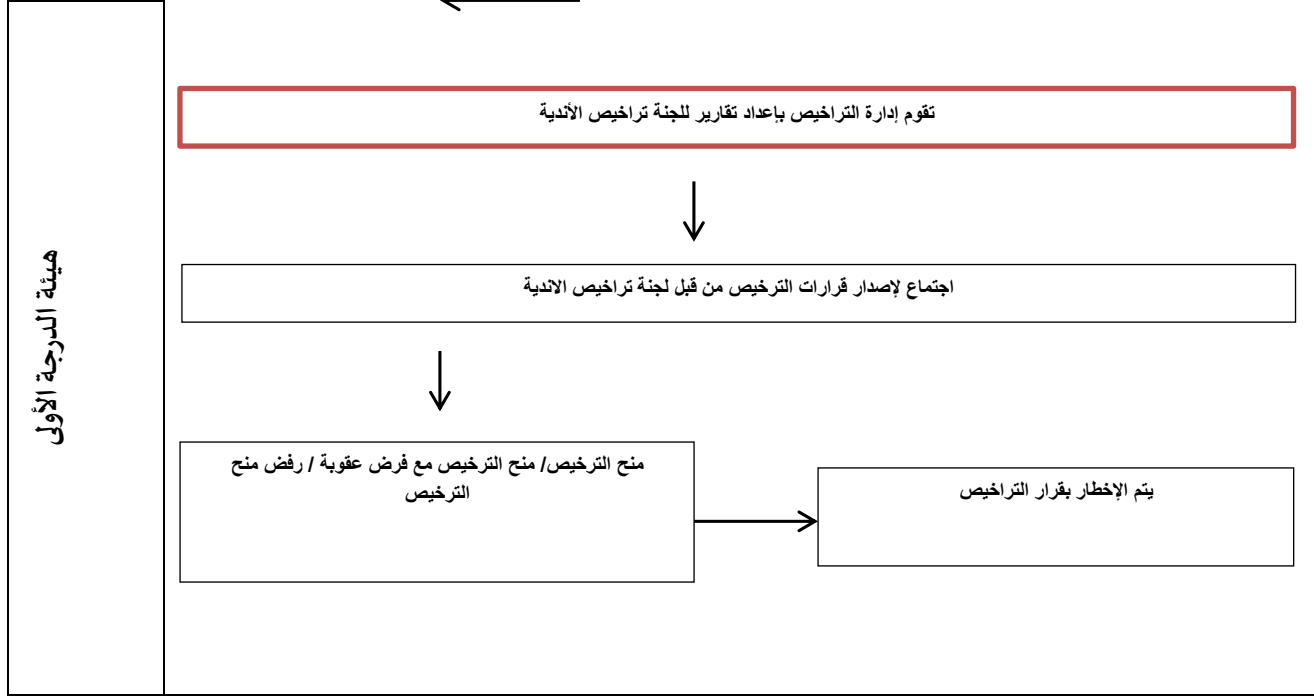 هيئة الدرجة الأولى
تقوم إدارة التراخيص بإعداد تقارير للجنة تراخيص الأندية
اجتماع لإصدار قرارات الترخيص من قبل لجنة تراخيص الاندية
منح الترخيص/ منح الترخيص مع فرض عقوبة / رفض منح
الترخيص
يتم الإخطار بقرار التراخيص